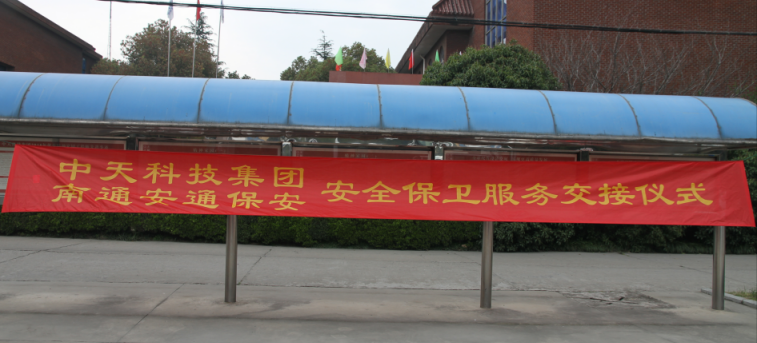 中天科技集团
南通安通保安
安全保卫服务交接仪式